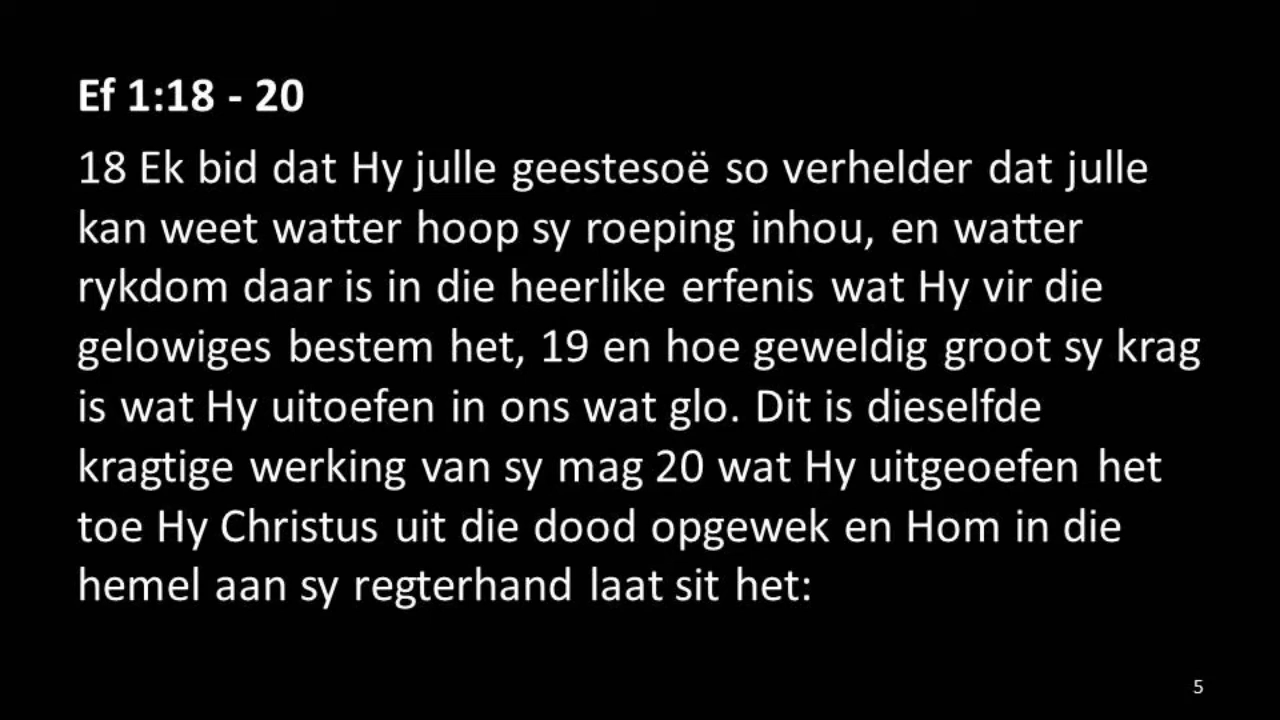 Ef 1:18 - 20
18 Ek bid dat Hy julle geestesoë so verhelder dat julle
kan weet watter hoop sy roeping inhou, en watter
rykdom daar is in die heerlike erfenis wat Hy vir die
gelowiges bestem het, 19 en hoe geweldig groot sy krag
is wat Hy uitoefen in ons wat glo. Dit is dieselfde
kragtige werking van sy mag 20 wat Hy uitgeoefen het
toe Hy Christus uit die dood opgewek en Hom in die
hemel aan sy regterhand laat sit het:
5